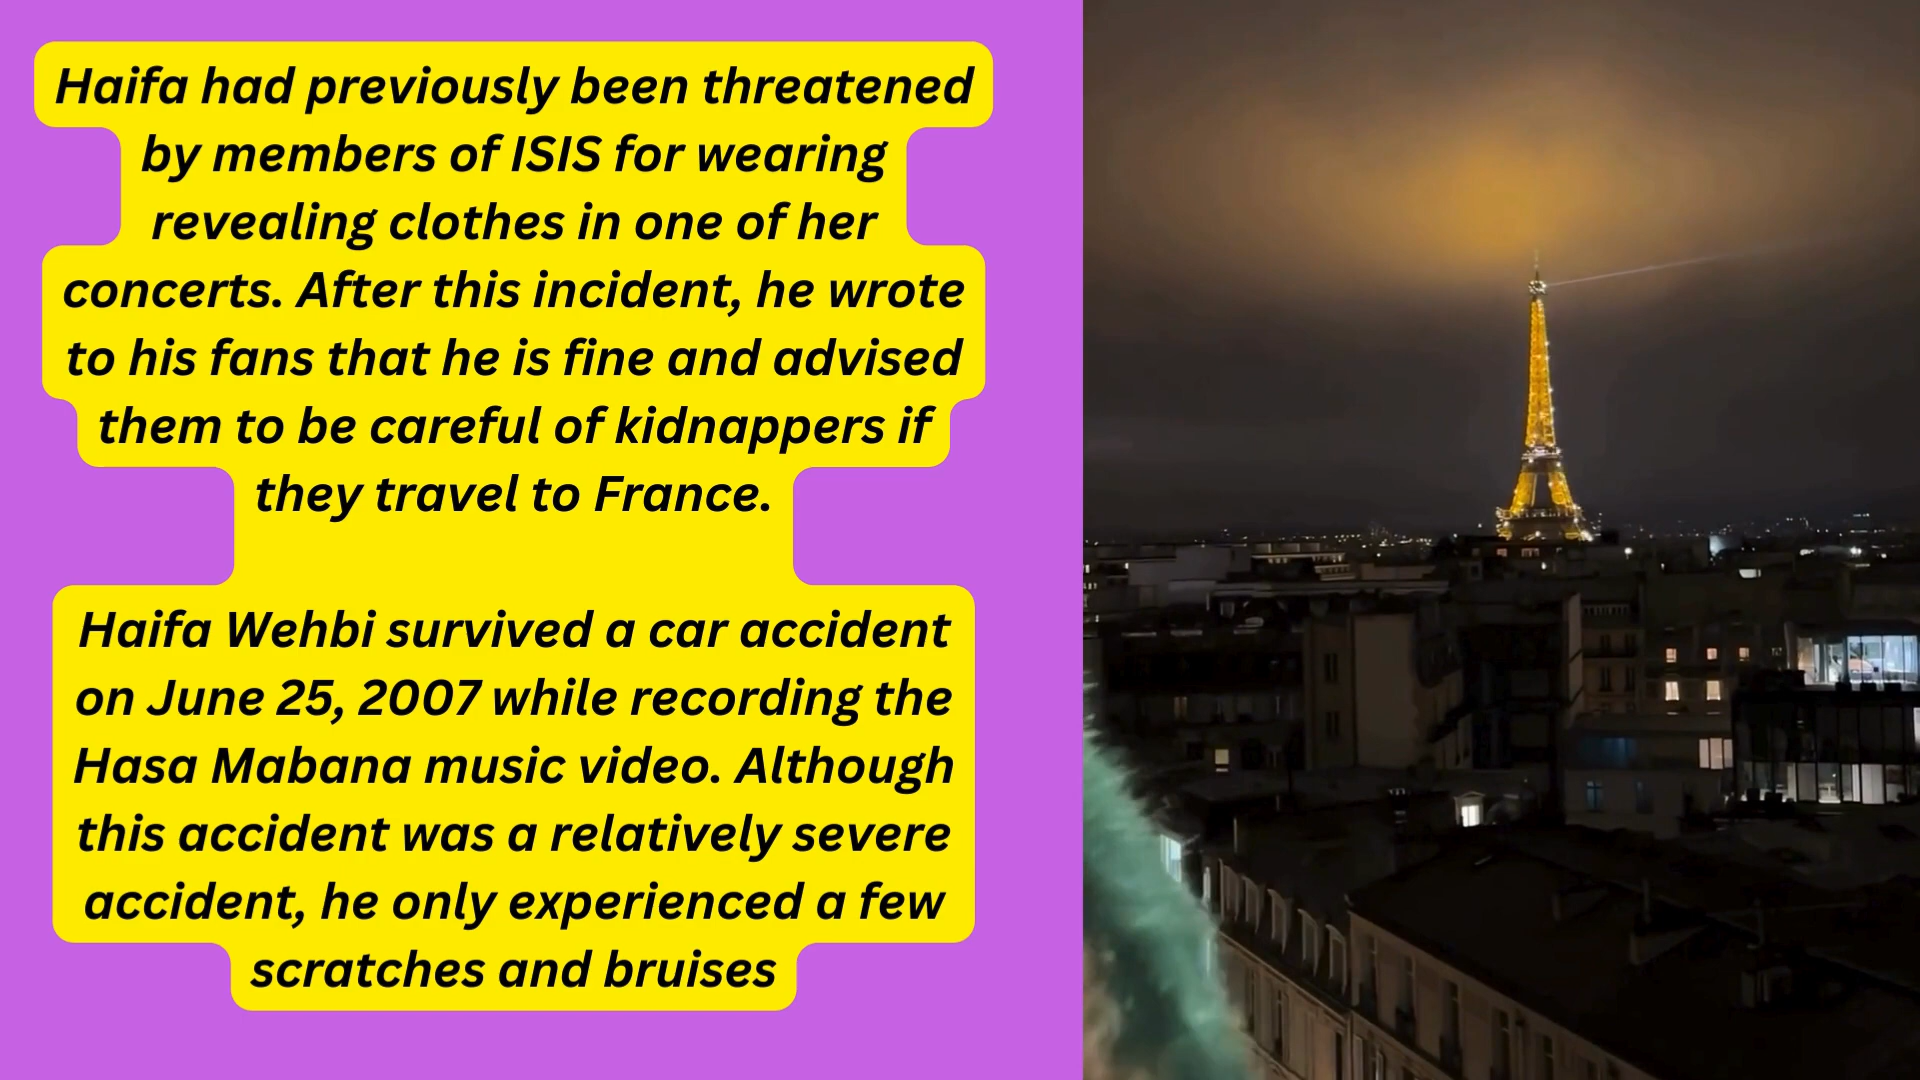 Haifa had previously been threatened
by members of ISIS for wearing
revealing clothes in one of her
concerts. After this incident, he wrote
to his fans that he is fine and advised
them to be careful of kidnappers if
they travel to France.
Haifa Wehbi survived a car accident
on June 25, 2007 while recording the
Hasa Mabana music video. Although
this accident was a relatively severe
accident, he only experienced a few
scratches and bruises